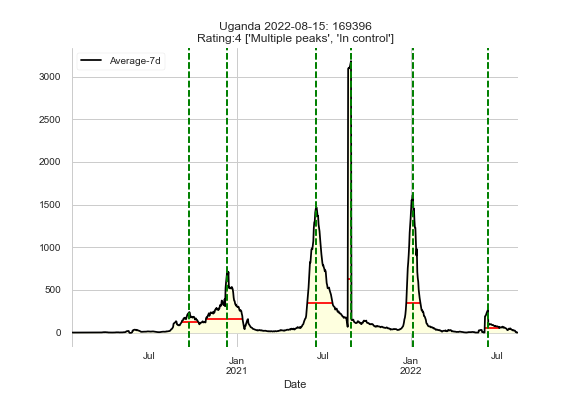 Uganda 2022-08-15: 169396
Rating:4 ['Multiple peaks', 'In control']
Average-7d
3000
2500
2000
1500
1000
500
0
Jul
Jan
2021
Jul
Jan
2022
Jul
Date